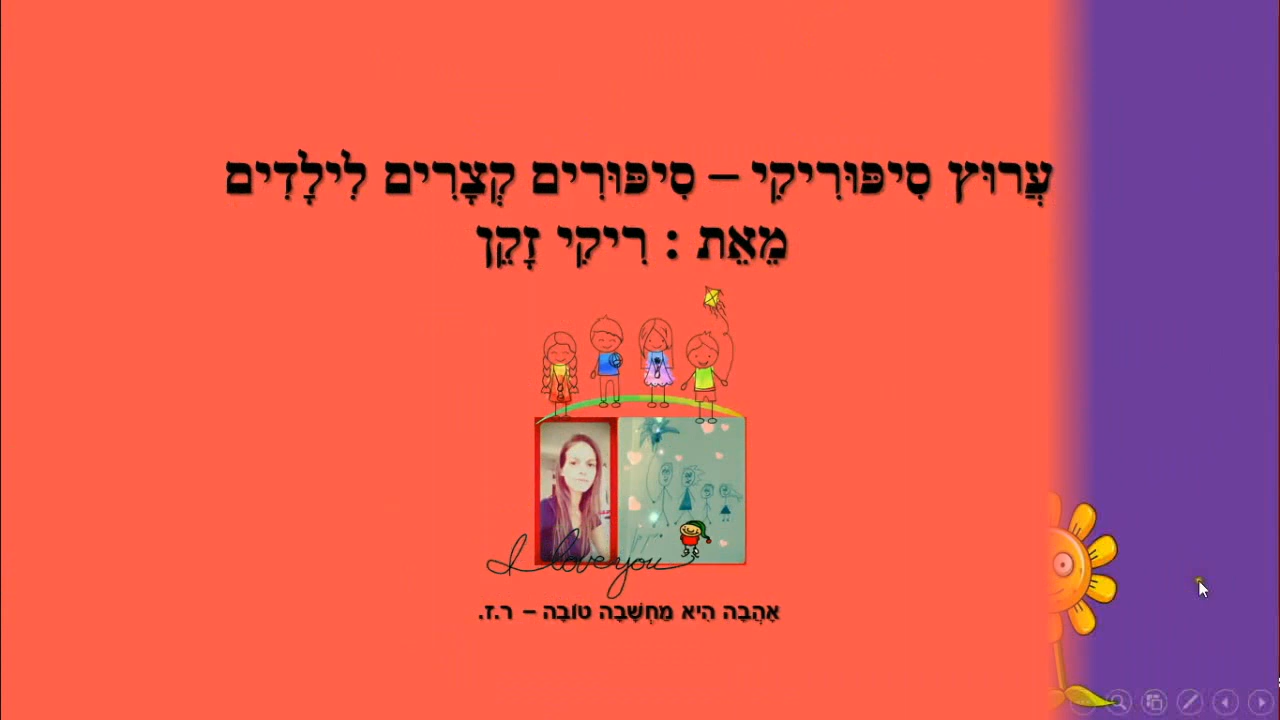 עֲרוּץ סִיפּוּרִיקִי – סִיפּוּרִים קְצָרִים לִילָדִים
מֵאֵת : רִיקִי זָקֵן
I love you
אַהֲבָה הִיא מַחְשָׁבָה טוֹבָה – ר.ז.